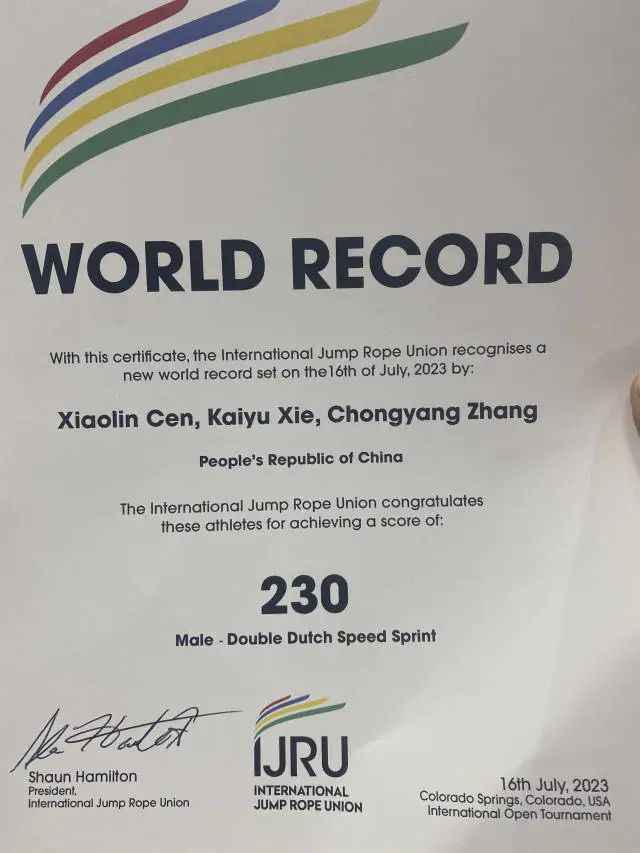 WORLD RECORD
With this certificate, the International Jump Rope Union recognises a
new world record set on the16th of July, 2023 by:
Xiaolin Cen, Kaiyu Xie, Chongyang Zhang
People's Republic of China
The International Jump Rope Union congratulates
these athletes for achieving a score of:
230
Male - Double Dutch Speed Sprint
Shaun Hamilton
President,
International Jump Rope Union
IJRU
INTERNATIONAL
JUMP ROPE UNION
16th July, 2023
Colorado Springs, Colorado, USA
International Open Tournament